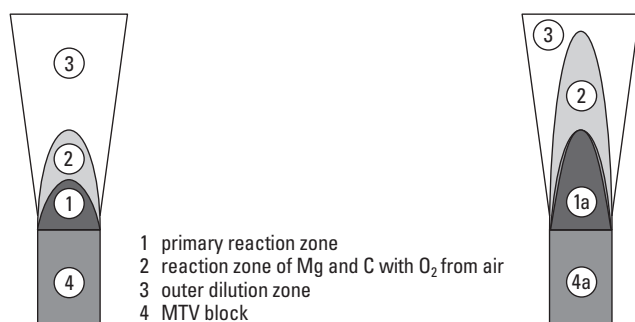 3
2
1
4
1 primary reaction zone
2 reaction zone of Mg and C with O₂ from air
3 outer dilution zone
4 MTV block
3
2
1a
4a